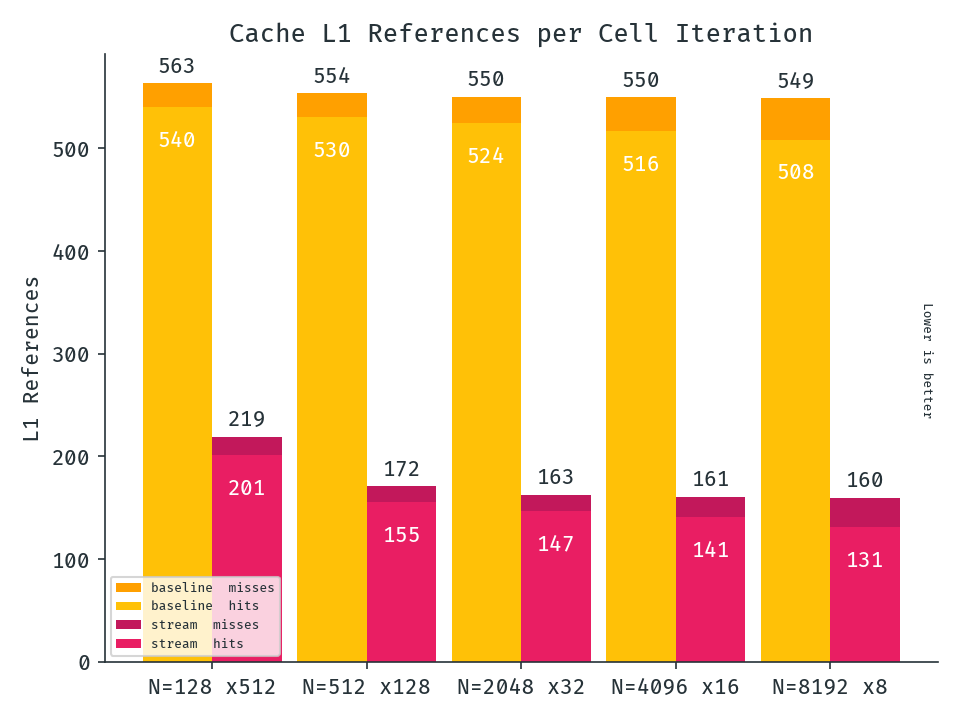 Cache L1 References per Cell Iteration
563
554
550
550
549
540
530
524
516
508
500
400
300
200
100
0
L1 References
219
172
163
161
160
201
155
147
141
131
Lower is better
baseline misses
baseline hits
stream misses
stream hits
N=128 x512
N=512 x128
N=2048 x32
N=4096 x16
N=8192 x8